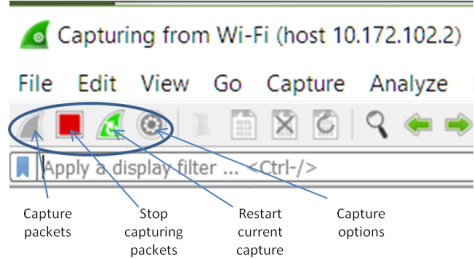 Capturing from Wi-Fi (host 10.172.102.2)
File Edit View Go Capture Analyze
Apply a display filter ... <Ctrl-/>
Capture packets
Stop capturing packets
Restart current capture
Capture options